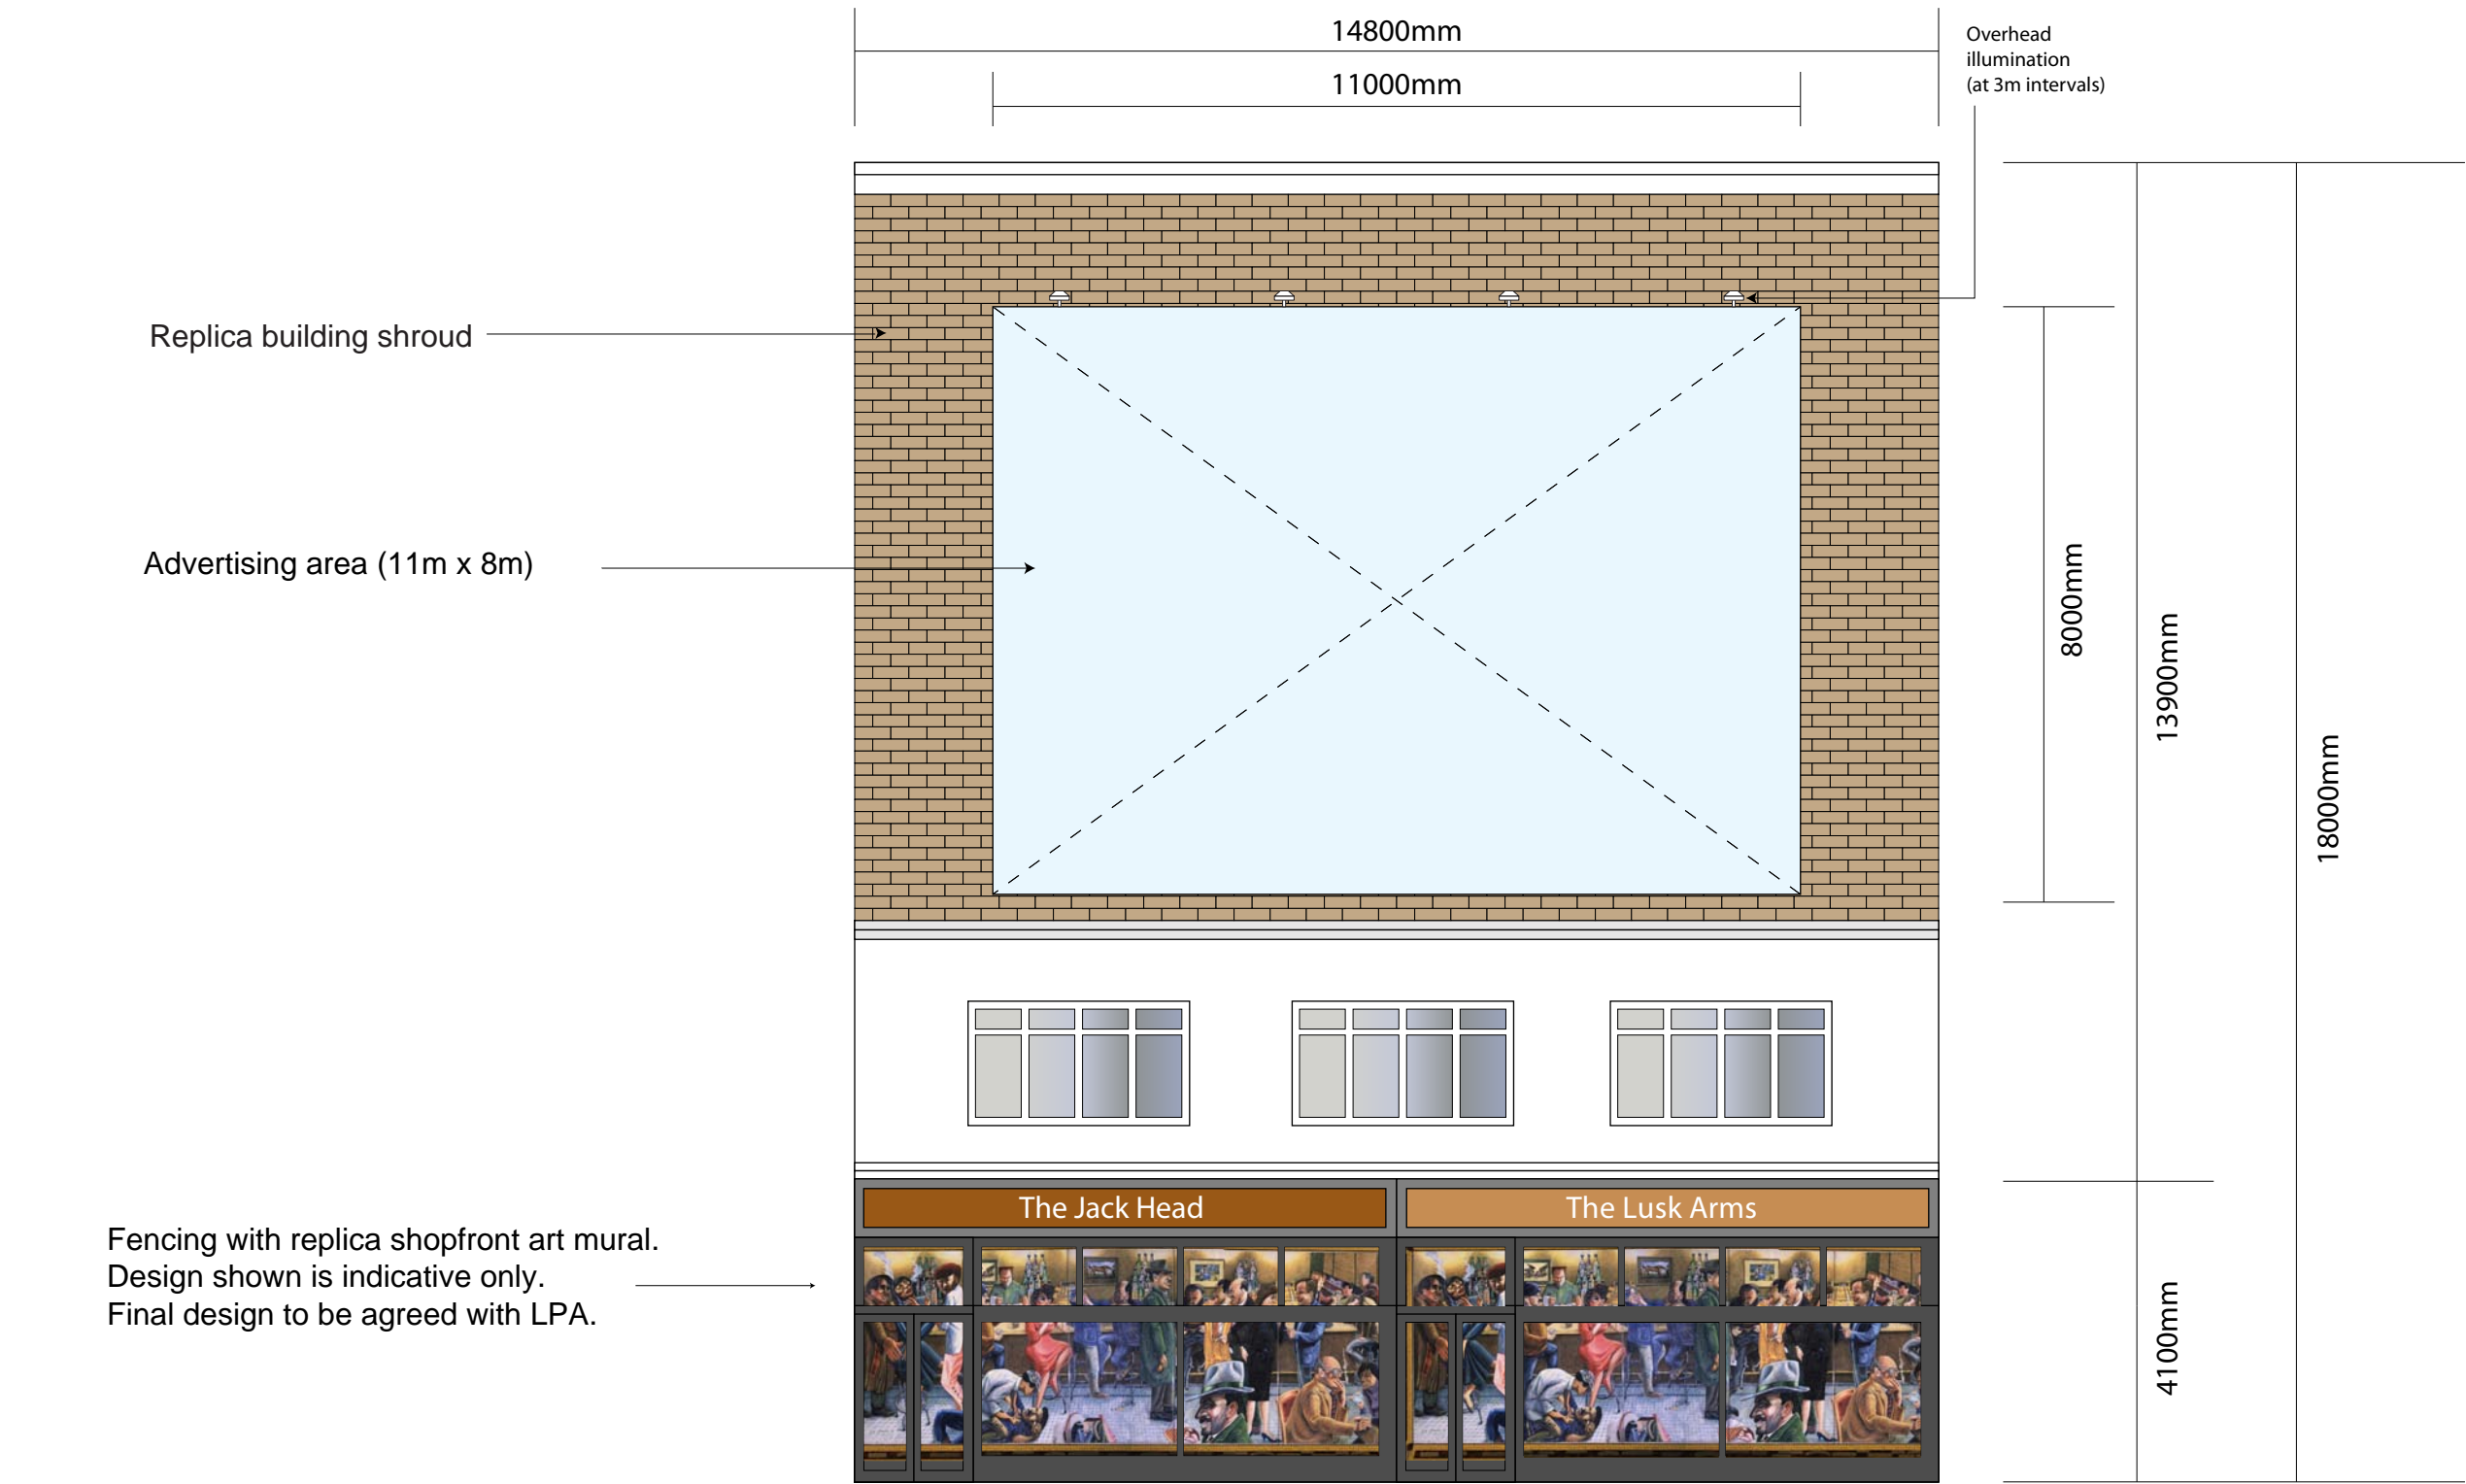 14800mm
11000mm
Overhead
illumination
(at 3m intervals)
Replica building shroud
Advertising area (11m x 8m)
8000mm
13900mm
18000mm
The Jack Head
The Lusk Arms
Fencing with replica shopfront art mural.
Design shown is indicative only.
Final design to be agreed with LPA.
4100mm